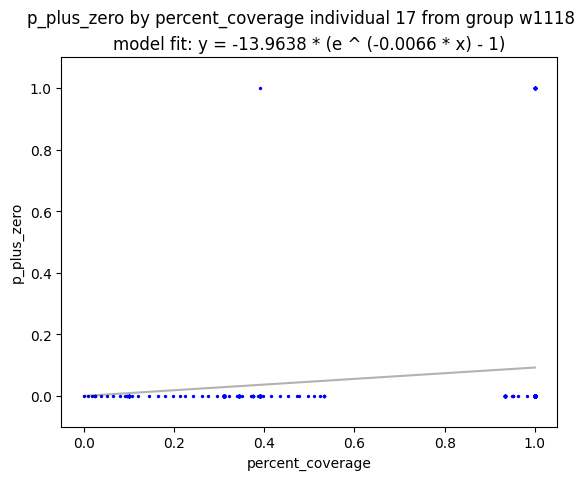 p_plus_zero by percent_coverage individual 17 from group w1118
model fit: y = -13.9638 * (e ^ (-0.0066 * x) - 1)
1.0
0.8
0.6
0.4
0.2
0.0
p_plus_zero
0.0 0.2 0.4 0.6 0.8 1.0
percent_coverage